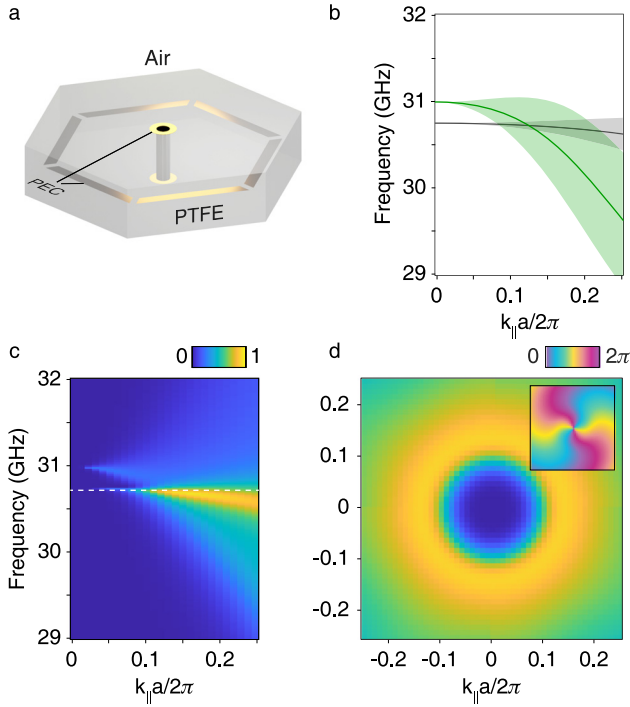 a
Air
PEC
PTFE
b
Frequency (GHz)
32
31
30
29
0
0.1
0.2
k||a/2π
c
0 1
Frequency (GHz)
32
31
30
29
0
0.1
0.2
k||a/2π
d
0 2π
0.2
0.1
0
-0.1
-0.2
-0.2
-0.1
0
0.1
0.2
k||a/2π